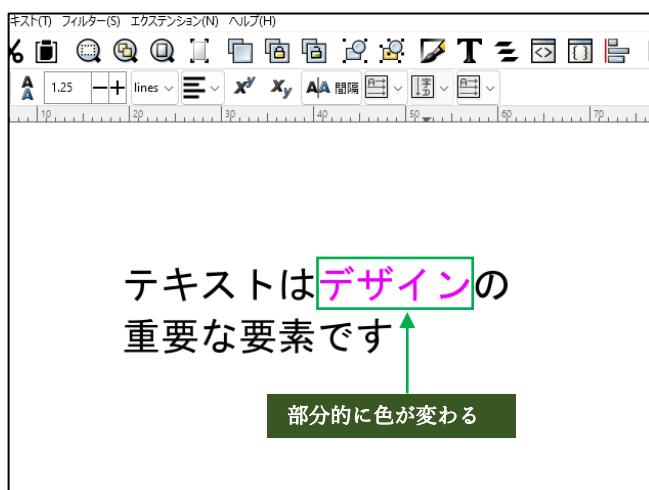 キスト(T) フィルター(S) エクステンション(N) ヘルプ(H)
1.25 lines 間隔
10 20 30 40 50 60 70
テキストはデザインの
重要な要素です
部分的に色が変わる